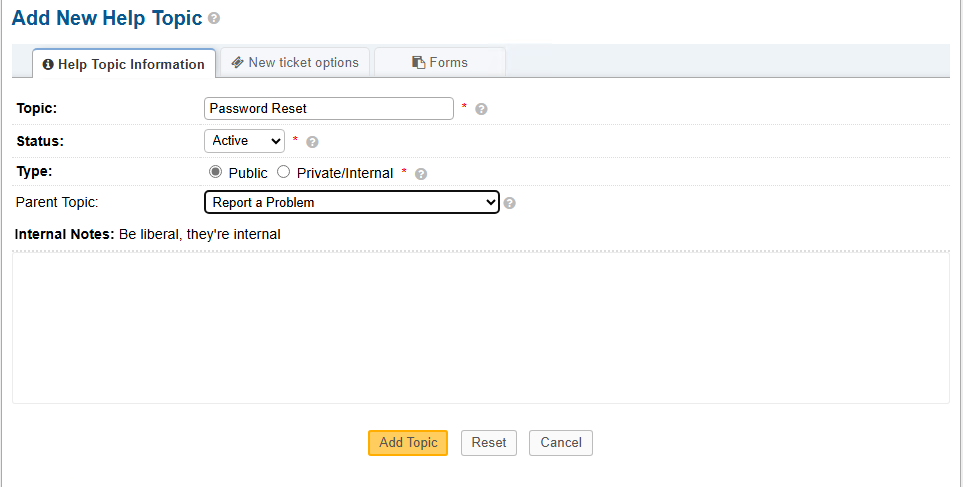 Add New Help Topic
Help Topic Information New ticket options Forms
Topic: Password Reset *
Status: Active *
Type: Public Private/Internal *
Parent Topic: Report a Problem
Internal Notes: Be liberal, they're internal
Add Topic Reset Cancel